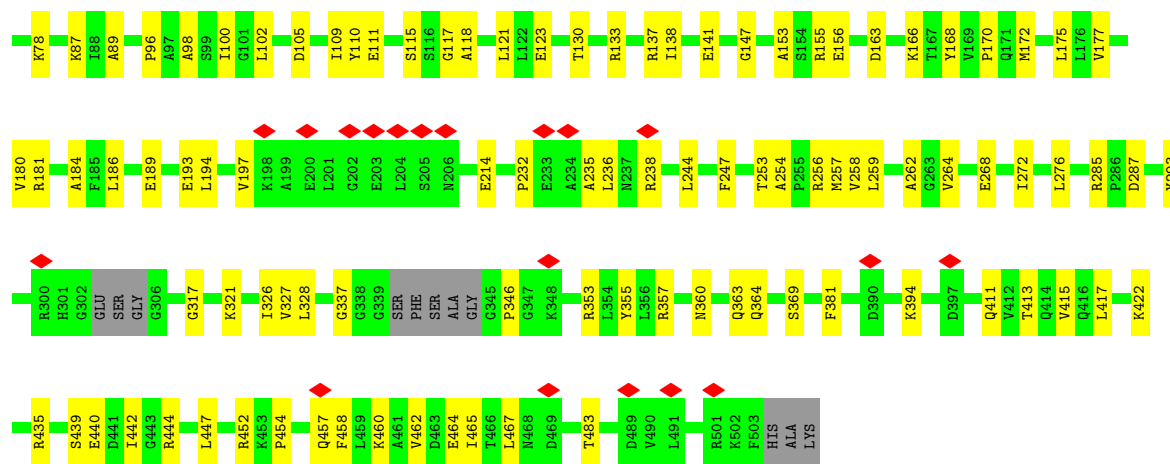 K78 K87 I88 A89 P96 A97 A98 S99 I100 G101 L102 D105 I109 Y110 E111 S115 S116 G117 A118 L121 L122 E123 T130 R133 R137 I138 E141 G147 A153 S154 R155 E156 D163 K166 T167 Y168 V169 P170 Q171 M172 L175 L176 V177
V180 R181 A184 F185 L186 E189 E193 L194 V197 K198 A199 E200 L201 G202 E203 L204 S205 N206 E214 P232 E233 A234 A235 L236 N237 R238 L244 F247 T253 A254 P255 R256 M257 V258 L259 A262 G263 V264 E268 I272 L276 R285 P286 D287
R300 H301 G302 GLU SER GLY G306 G317 K321 I326 V327 L328 G337 G338 G339 SER PHE SER ALA GLY G345 P346 G347 K348 R353 L354 Y355 L356 R357 N360 Q363 Q364 S369 F381 D390 K394 D397 Q411 V412 T413 Q414 V415 Q416 L417 K422
R435 S439 E440 D441 I442 G443 R444 L447 R452 K453 P454 Q457 F458 L459 K460 A461 V462 D463 E464 I465 T466 L467 N468 D469 T483 D489 V490 L491 R501 K502 F503 HIS ALA LYS